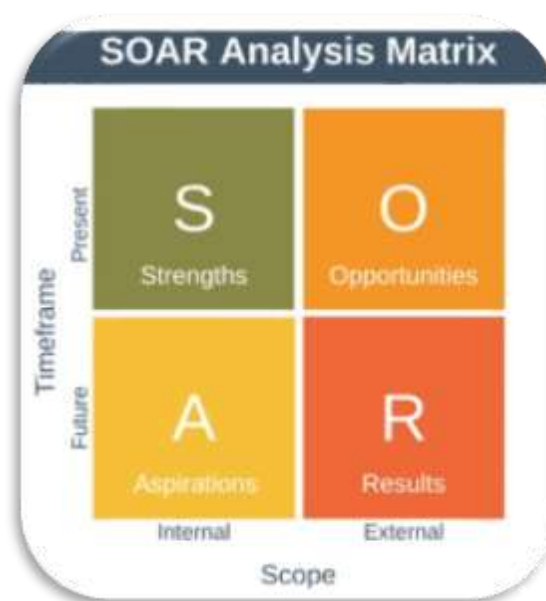 SOAR Analysis Matrix
Timeframe
Present
S
Strengths
O
Opportunities
Future
A
Aspirations
R
Results
Internal
External
Scope